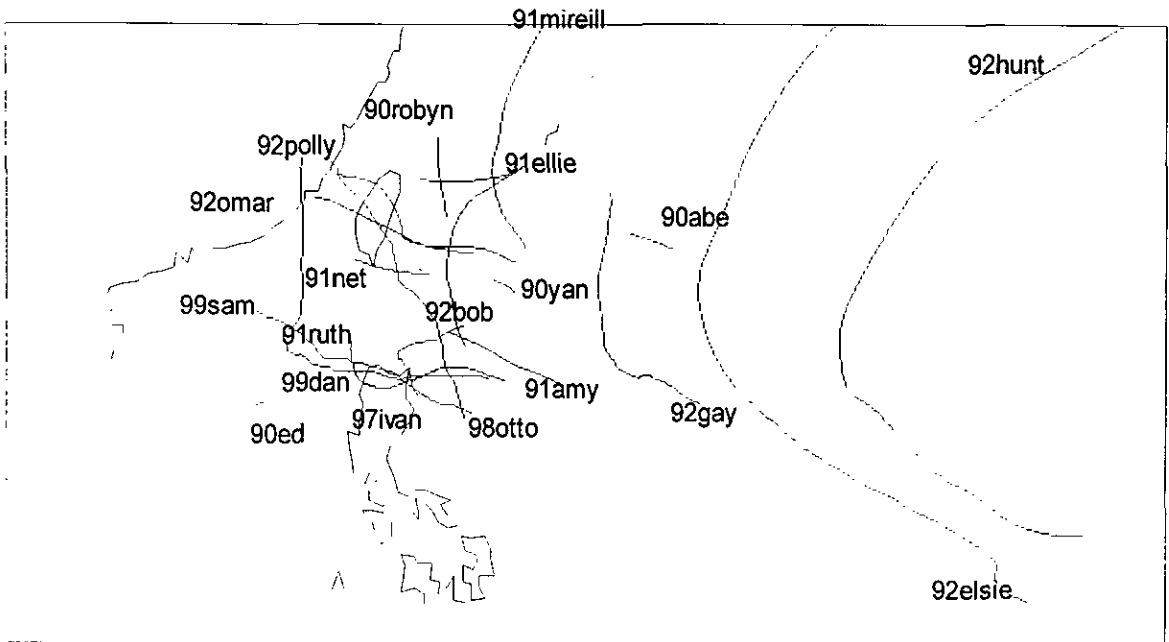 91mireill
92hunt
90robyn
92polly
91ellie
92omar
90abe
91net
90yan
99sam
92bob
91ruth
99dan
91amy
97ivan
92gay
98otto
90ed
92elsie